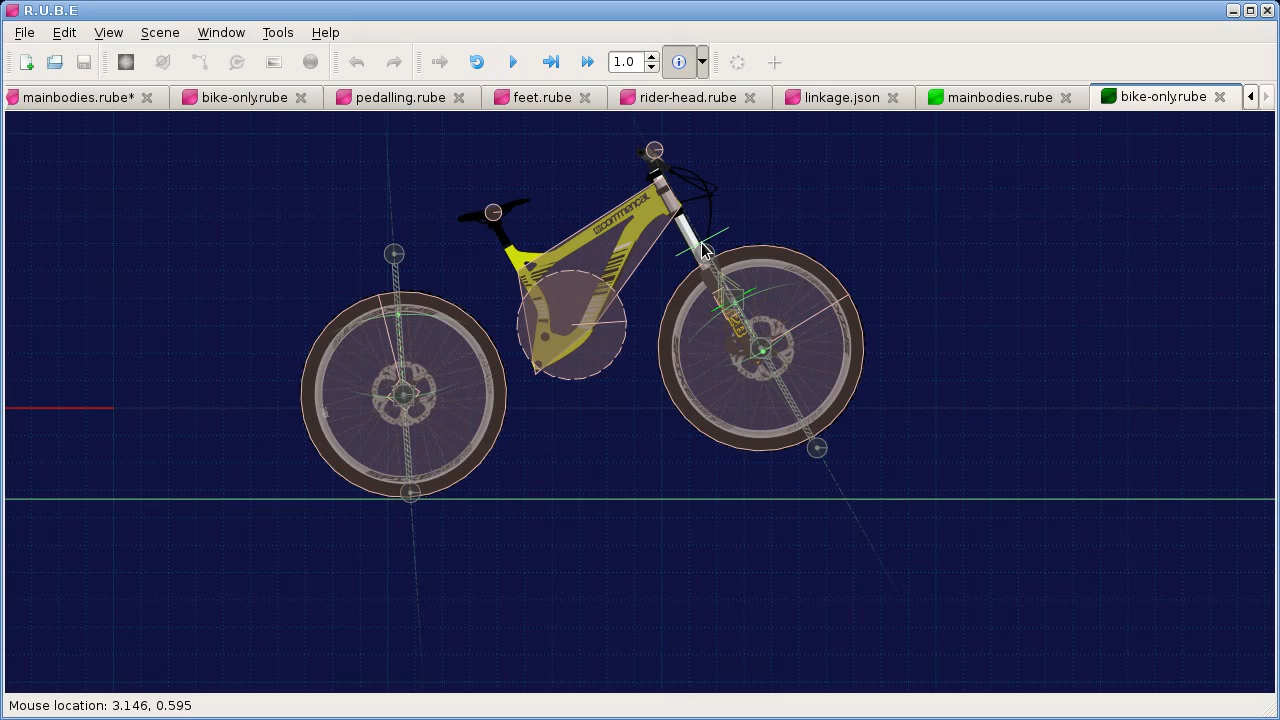 R.U.B.E
File Edit View Scene Window Tools Help
1.0
mainbodies.rube* bike-only.rube pedalling.rube feet.rube rider-head.rube linkage.json mainbodies.rube bike-only.rube
commencal
Mouse location: 3.146, 0.595